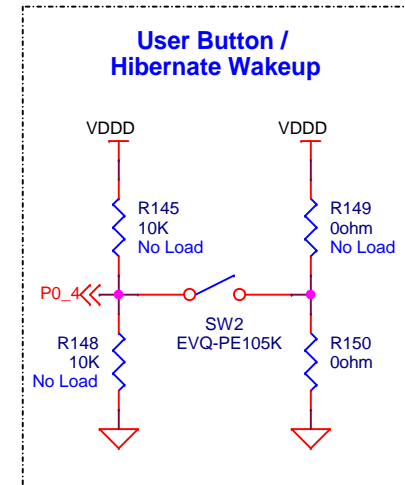 User Button /
Hibernate Wakeup
VDDD
VDDD
R145
10K
No Load
R149
0ohm
No Load
P0_4
SW2
EVQ-PE105K
R148
10K
No Load
R150
0ohm